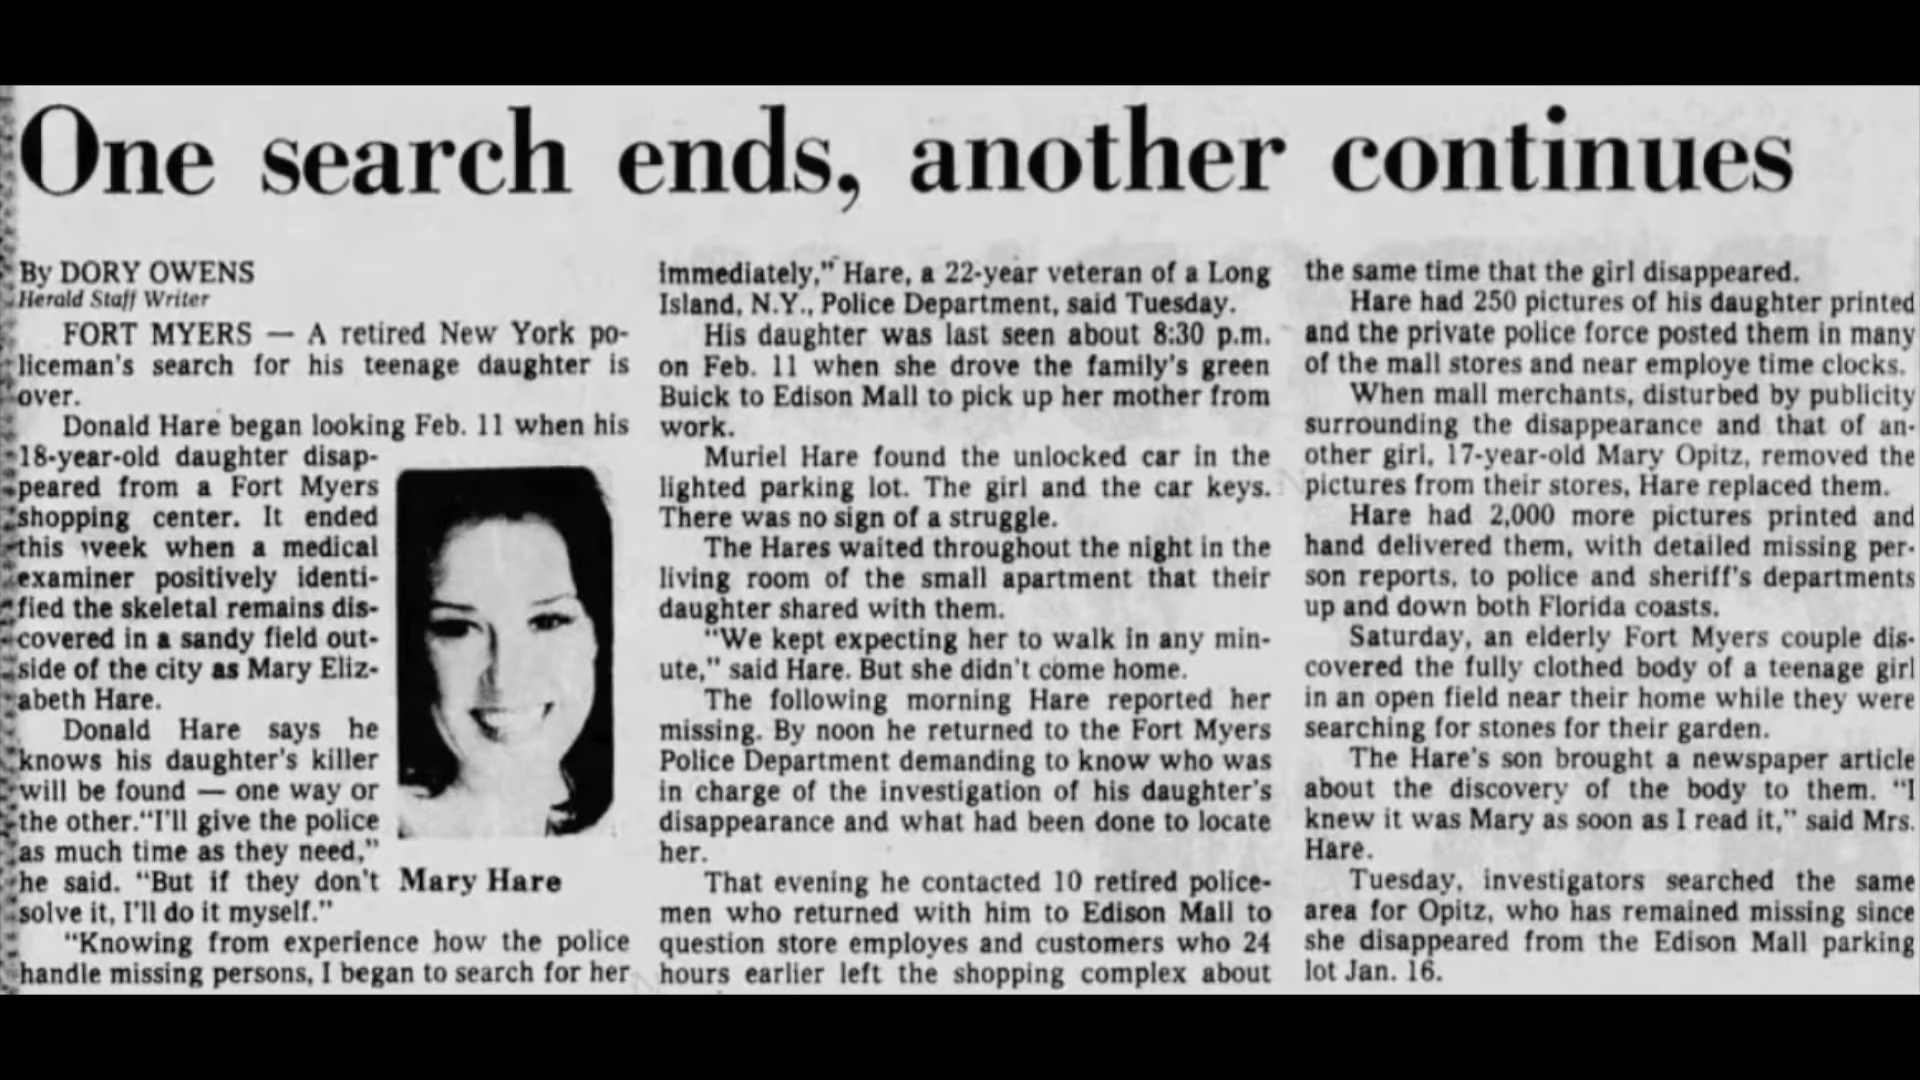 One search ends, another continues
By DORY OWENS
Herald Staff Writer
FORT MYERS — A retired New York po-
liceman's search for his teenage daughter is
over.
Donald Hare began looking Feb. 11 when his
18-year-old daughter disap-
peared from a Fort Myers
shopping center. It ended
this week when a medical
examiner positively identi-
fied the skeletal remains dis-
covered in a sandy field out-
side of the city as Mary Eliz-
abeth Hare.
Donald Hare says he
knows his daughter's killer
will be found — one way or
the other."I'll give the police
as much time as they need,"
he said. "But if they don't
solve it, I'll do it myself."
"Knowing from experience how the police
handle missing persons, I began to search for her
Mary Hare
immediately," Hare, a 22-year veteran of a Long
Island, N.Y., Police Department, said Tuesday.
His daughter was last seen about 8:30 p.m.
on Feb. 11 when she drove the family's green
Buick to Edison Mall to pick up her mother from
work.
Muriel Hare found the unlocked car in the
lighted parking lot. The girl and the car keys.
There was no sign of a struggle.
The Hares waited throughout the night in the
living room of the small apartment that their
daughter shared with them.
"We kept expecting her to walk in any min-
ute," said Hare. But she didn't come home.
The following morning Hare reported her
missing. By noon he returned to the Fort Myers
Police Department demanding to know who was
in charge of the investigation of his daughter's
disappearance and what had been done to locate
her.
That evening he contacted 10 retired police-
men who returned with him to Edison Mall to
question store employes and customers who 24
hours earlier left the shopping complex about
the same time that the girl disappeared.
Hare had 250 pictures of his daughter printed
and the private police force posted them in many
of the mall stores and near employe time clocks.
When mall merchants, disturbed by publicity
surrounding the disappearance and that of an-
other girl, 17-year-old Mary Opitz, removed the
pictures from their stores, Hare replaced them.
Hare had 2,000 more pictures printed and
hand delivered them, with detailed missing per-
son reports, to police and sheriff's departments
up and down both Florida coasts.
Saturday, an elderly Fort Myers couple dis-
covered the fully clothed body of a teenage girl
in an open field near their home while they were
searching for stones for their garden.
The Hare's son brought a newspaper article
about the discovery of the body to them. "I
knew it was Mary as soon as I read it," said Mrs.
Hare.
Tuesday, investigators searched the same
area for Opitz, who has remained missing since
she disappeared from the Edison Mall parking
lot Jan. 16.